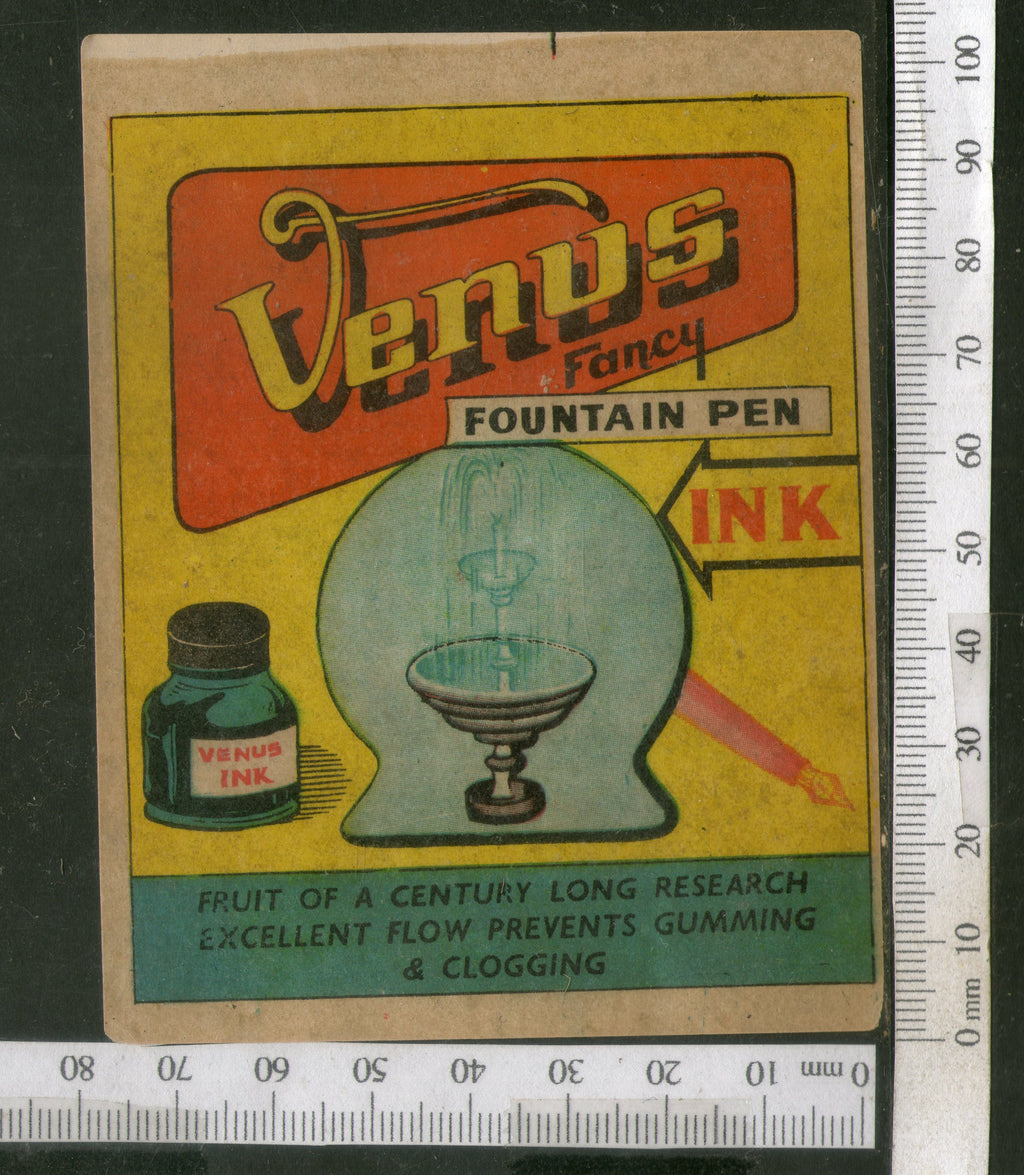 Venus
Fancy
FOUNTAIN PEN
INK
VENUS
INK
FRUIT OF A CENTURY LONG RESEARCH
EXCELLENT FLOW PREVENTS GUMMING
& CLOGGING
100
90
80
70
60
50
40
30
20
10
0 mm
80
70
60
50
40
30
20
10
0 mm